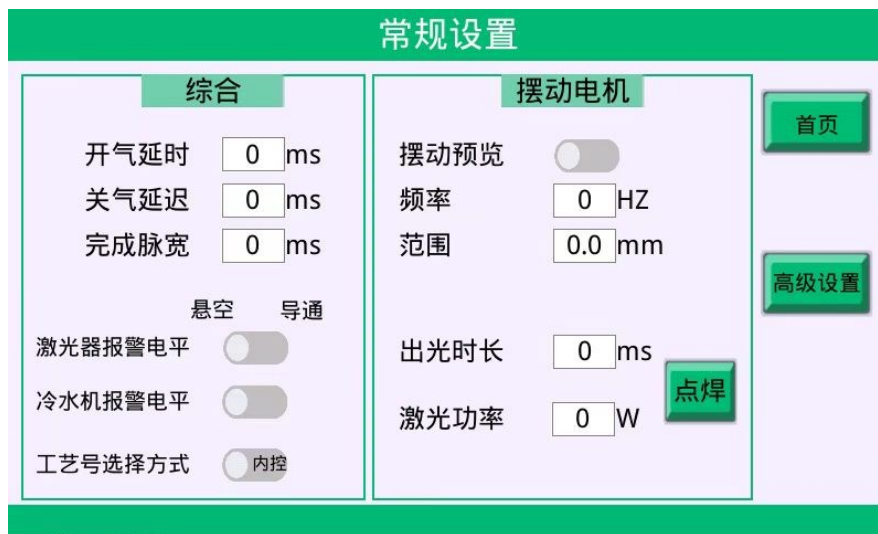 常规设置
综合
开气延时 0 ms
关气延迟 0 ms
完成脉宽 0 ms
悬空 导通
激光器报警电平
冷水机报警电平
工艺号选择方式 内控
摆动电机
摆动预览
频率 0 HZ
范围 0.0 mm
出光时长 0 ms
激光功率 0 W
点焊
首页
高级设置